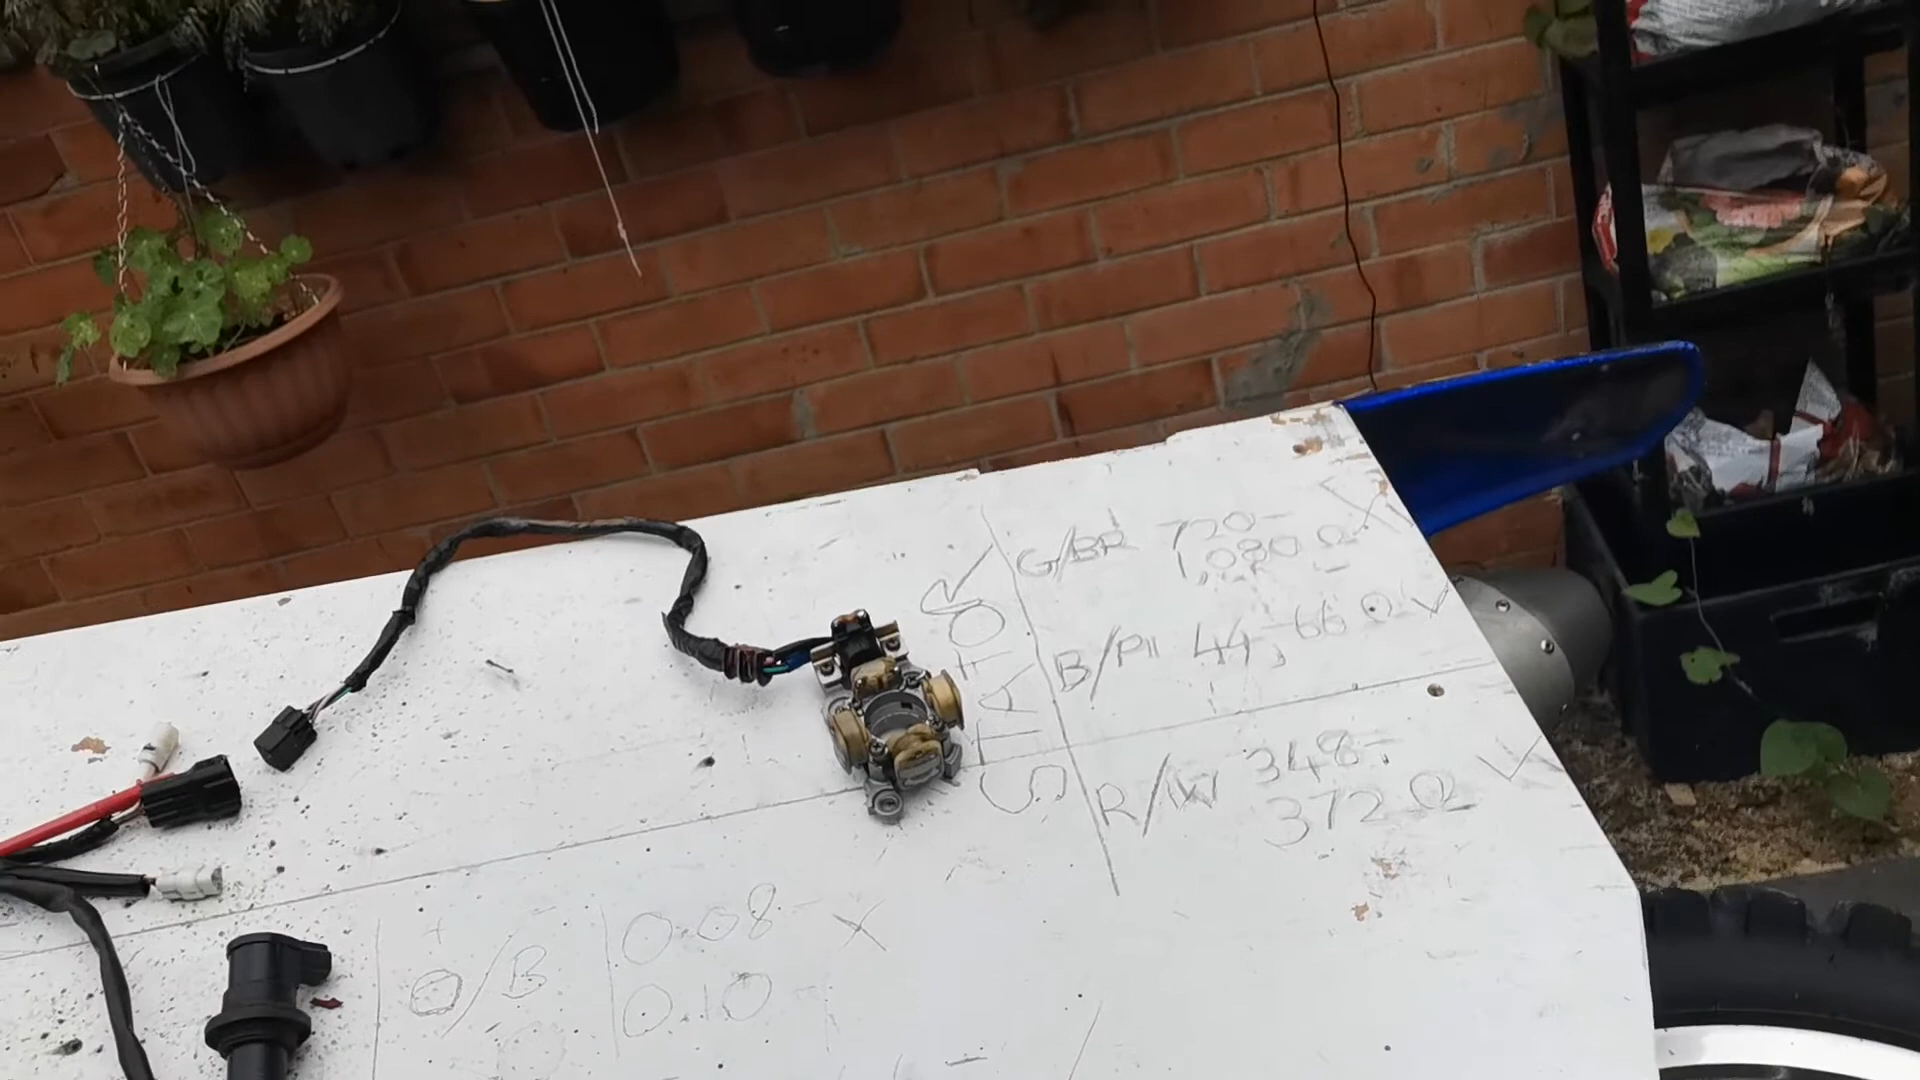 STATOR
G/BR 720-
1,080 Ω X
B/PI 44-66 Ω ✓
R/W 348-
372 Ω ✓
+ -
O/B 0.08 - X
0.10